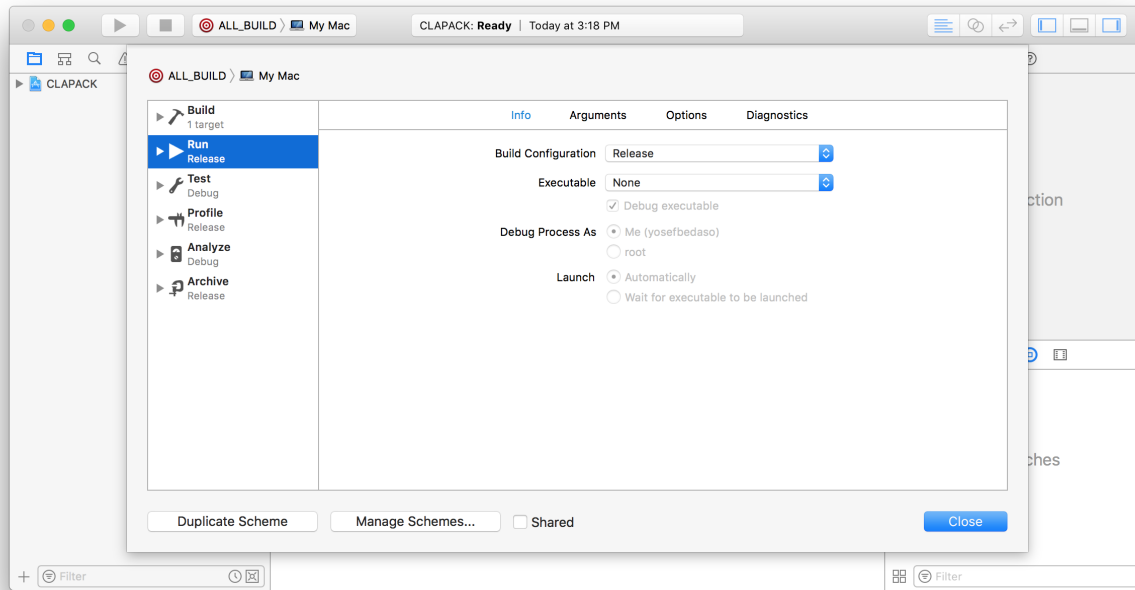 ALL_BUILD My Mac
CLAPACK: Ready | Today at 3:18 PM
CLAPACK
ALL_BUILD My Mac
Build
1 target
Run
Release
Test
Debug
Profile
Release
Analyze
Debug
Archive
Release
Info Arguments Options Diagnostics
Build Configuration Release
Executable None
Debug executable
Debug Process As Me (yosefbedaso)
root
Launch Automatically
Wait for executable to be launched
ction
ches
Duplicate Scheme Manage Schemes... Shared Close
Filter
Filter